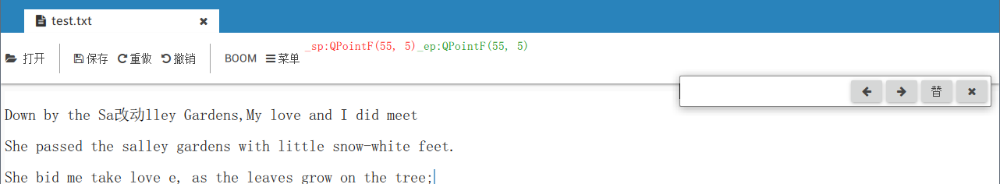 test.txt
打开 保存 重做 撤销 BOOM 菜单 _sp:QPointF(55, 5)_ep:QPointF(55, 5)
替
Down by the Sa改动lley Gardens,My love and I did meet
She passed the salley gardens with little snow-white feet.
She bid me take love e, as the leaves grow on the tree;